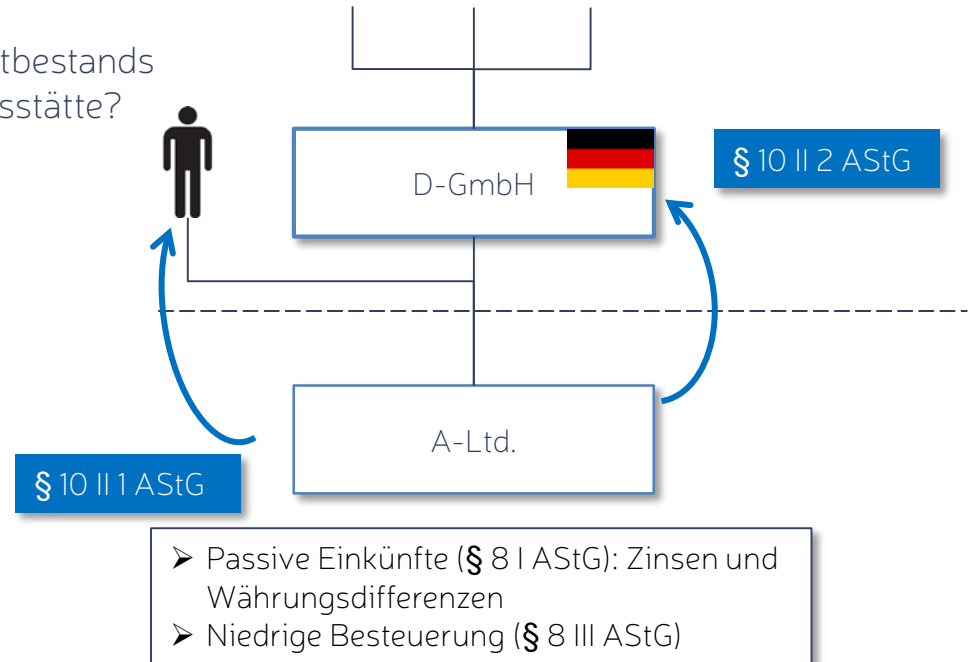 tbestands
sstätte?
D-GmbH
§ 10 II 2 AStG
A-Ltd.
§ 10 II 1 AStG
➢ Passive Einkünfte (§ 8 I AStG): Zinsen und
Währungsdifferenzen
➢ Niedrige Besteuerung (§ 8 III AStG)